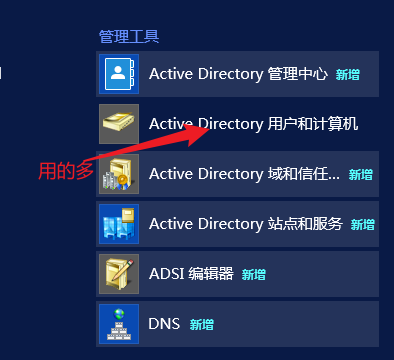 管理工具
Active Directory 管理中心 新增
Active Directory 用户和计算机
用的多
Active Directory 域和信任... 新增
Active Directory 站点和服务 新增
ADSI 编辑器 新增
DNS 新增